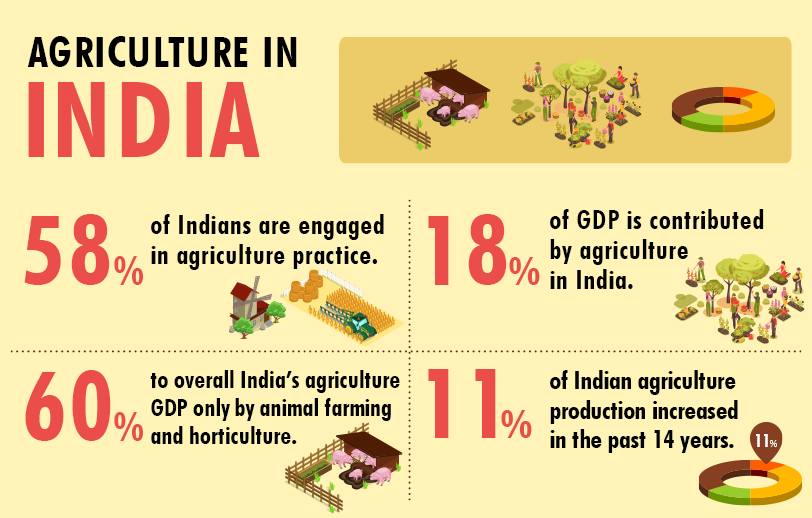 AGRICULTURE IN
INDIA
58%
of Indians are engaged
in agriculture practice.
18%
of GDP is contributed
by agriculture
in India.
60%
to overall India's agriculture
GDP only by animal farming
and horticulture.
11%
of Indian agriculture
production increased
in the past 14 years.
11%